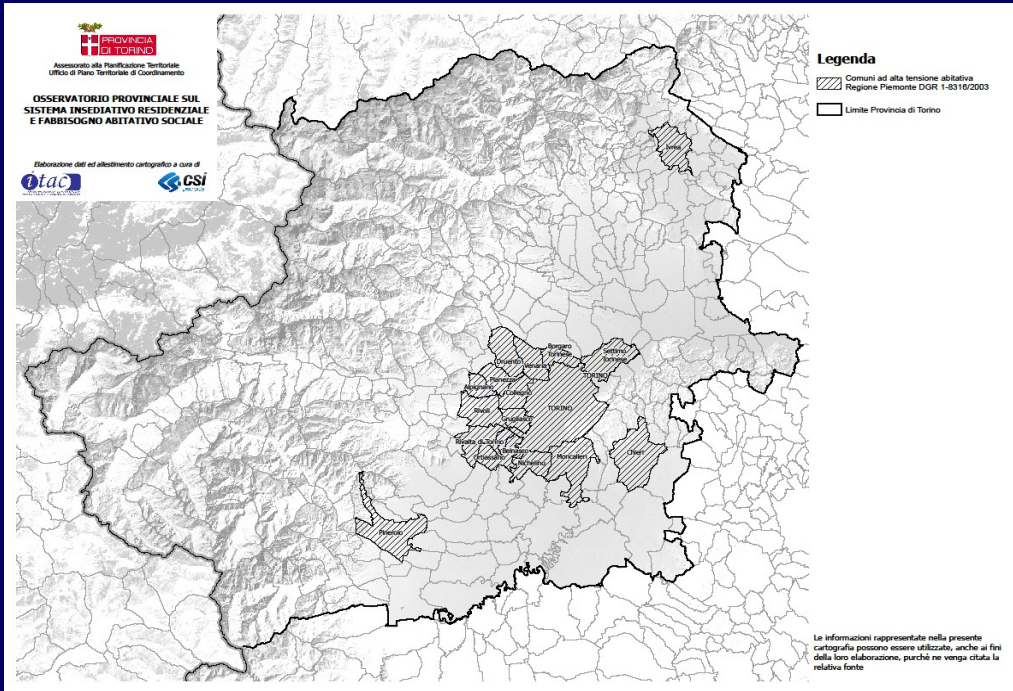 PROVINCIA
DI TORINO
Assessorato alla Pianificazione Territoriale
Ufficio di Piano Territoriale di Coordinamento
OSSERVATORIO PROVINCIALE SUL
SISTEMA INSEDIATIVO RESIDENZIALE
E FABBISOGNO ABITATIVO SOCIALE
Elaborazione dati ed allestimento cartografico a cura di
itac
CSI
Legenda
Comuni ad alta tensione abitativa
Regione Piemonte DGR 1-8316/2003
Limite Provincia di Torino
Ivrea
Borgaro
Torinese
Settimo
Torinese
Druento
Venaria
TORINO
Pianezza
Alpignano
Collegno
Rivoli
TORINO
Grugliasco
Rivalta di Torino
Beinasco
Orbassano
Nichelino
Moncalieri
Chieri
Pinerolo
Le informazioni rappresentate nella presente
cartografia possono essere utilizzate, anche ai fini
della loro elaborazione, purchè ne venga citata la
relativa fonte